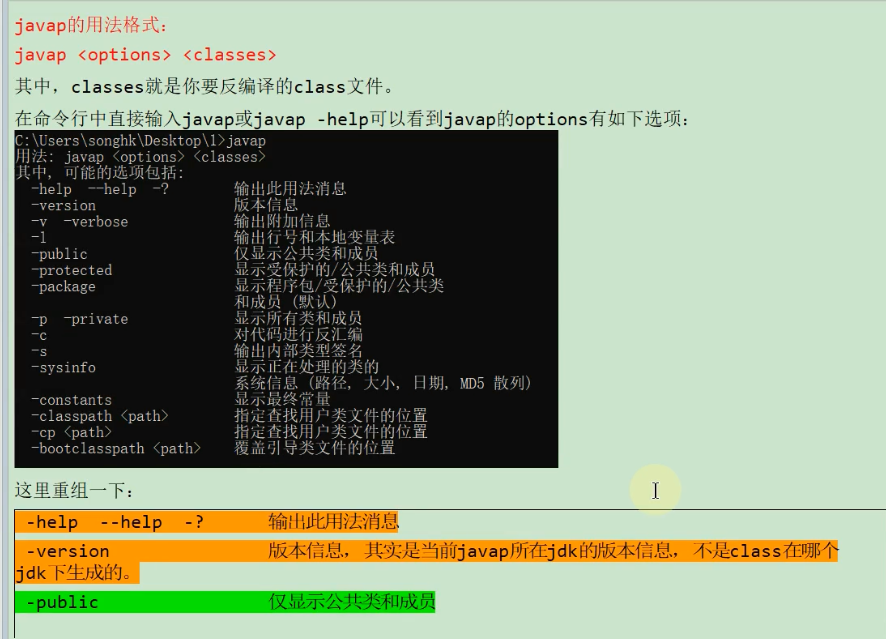 javap的用法格式：
javap <options> <classes>
其中，classes就是你要反编译的class文件。
在命令行中直接输入javap或javap -help可以看到javap的options有如下选项：
C:\Users\songhk\Desktop\1>javap
用法: javap <options> <classes>
其中, 可能的选项包括:
-help --help -? 输出此用法消息
-version 版本信息
-v -verbose 输出附加信息
-l 输出行号和本地变量表
-public 仅显示公共类和成员
-protected 显示受保护的/公共类和成员
-package 显示程序包/受保护的/公共类
和成员 (默认)
-p -private 显示所有类和成员
-c 对代码进行反汇编
-s 输出内部类型签名
-sysinfo 显示正在处理的类的
系统信息 (路径, 大小, 日期, MD5 散列)
-constants 显示最终常量
-classpath <path> 指定查找用户类文件的位置
-cp <path> 指定查找用户类文件的位置
-bootclasspath <path> 覆盖引导类文件的位置
这里重组一下：
-help --help -? 输出此用法消息
-version 版本信息，其实是当前javap所在jdk的版本信息，不是class在哪个
jdk下生成的。
-public 仅显示公共类和成员